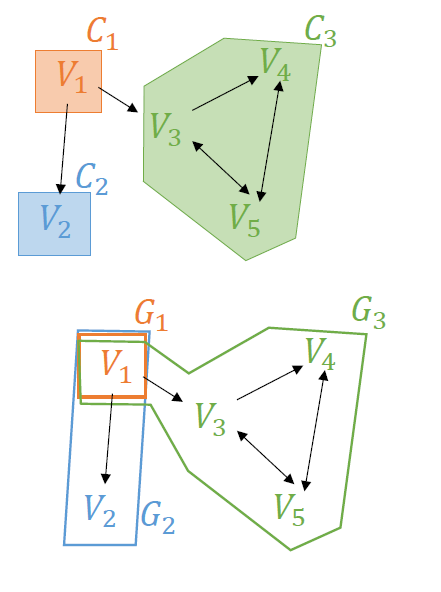 C₁
C₃
V₁
V₄
V₃
C₂
V₂
V₅
G₁
G₃
V₁
V₄
V₃
V₂
G₂
V₅